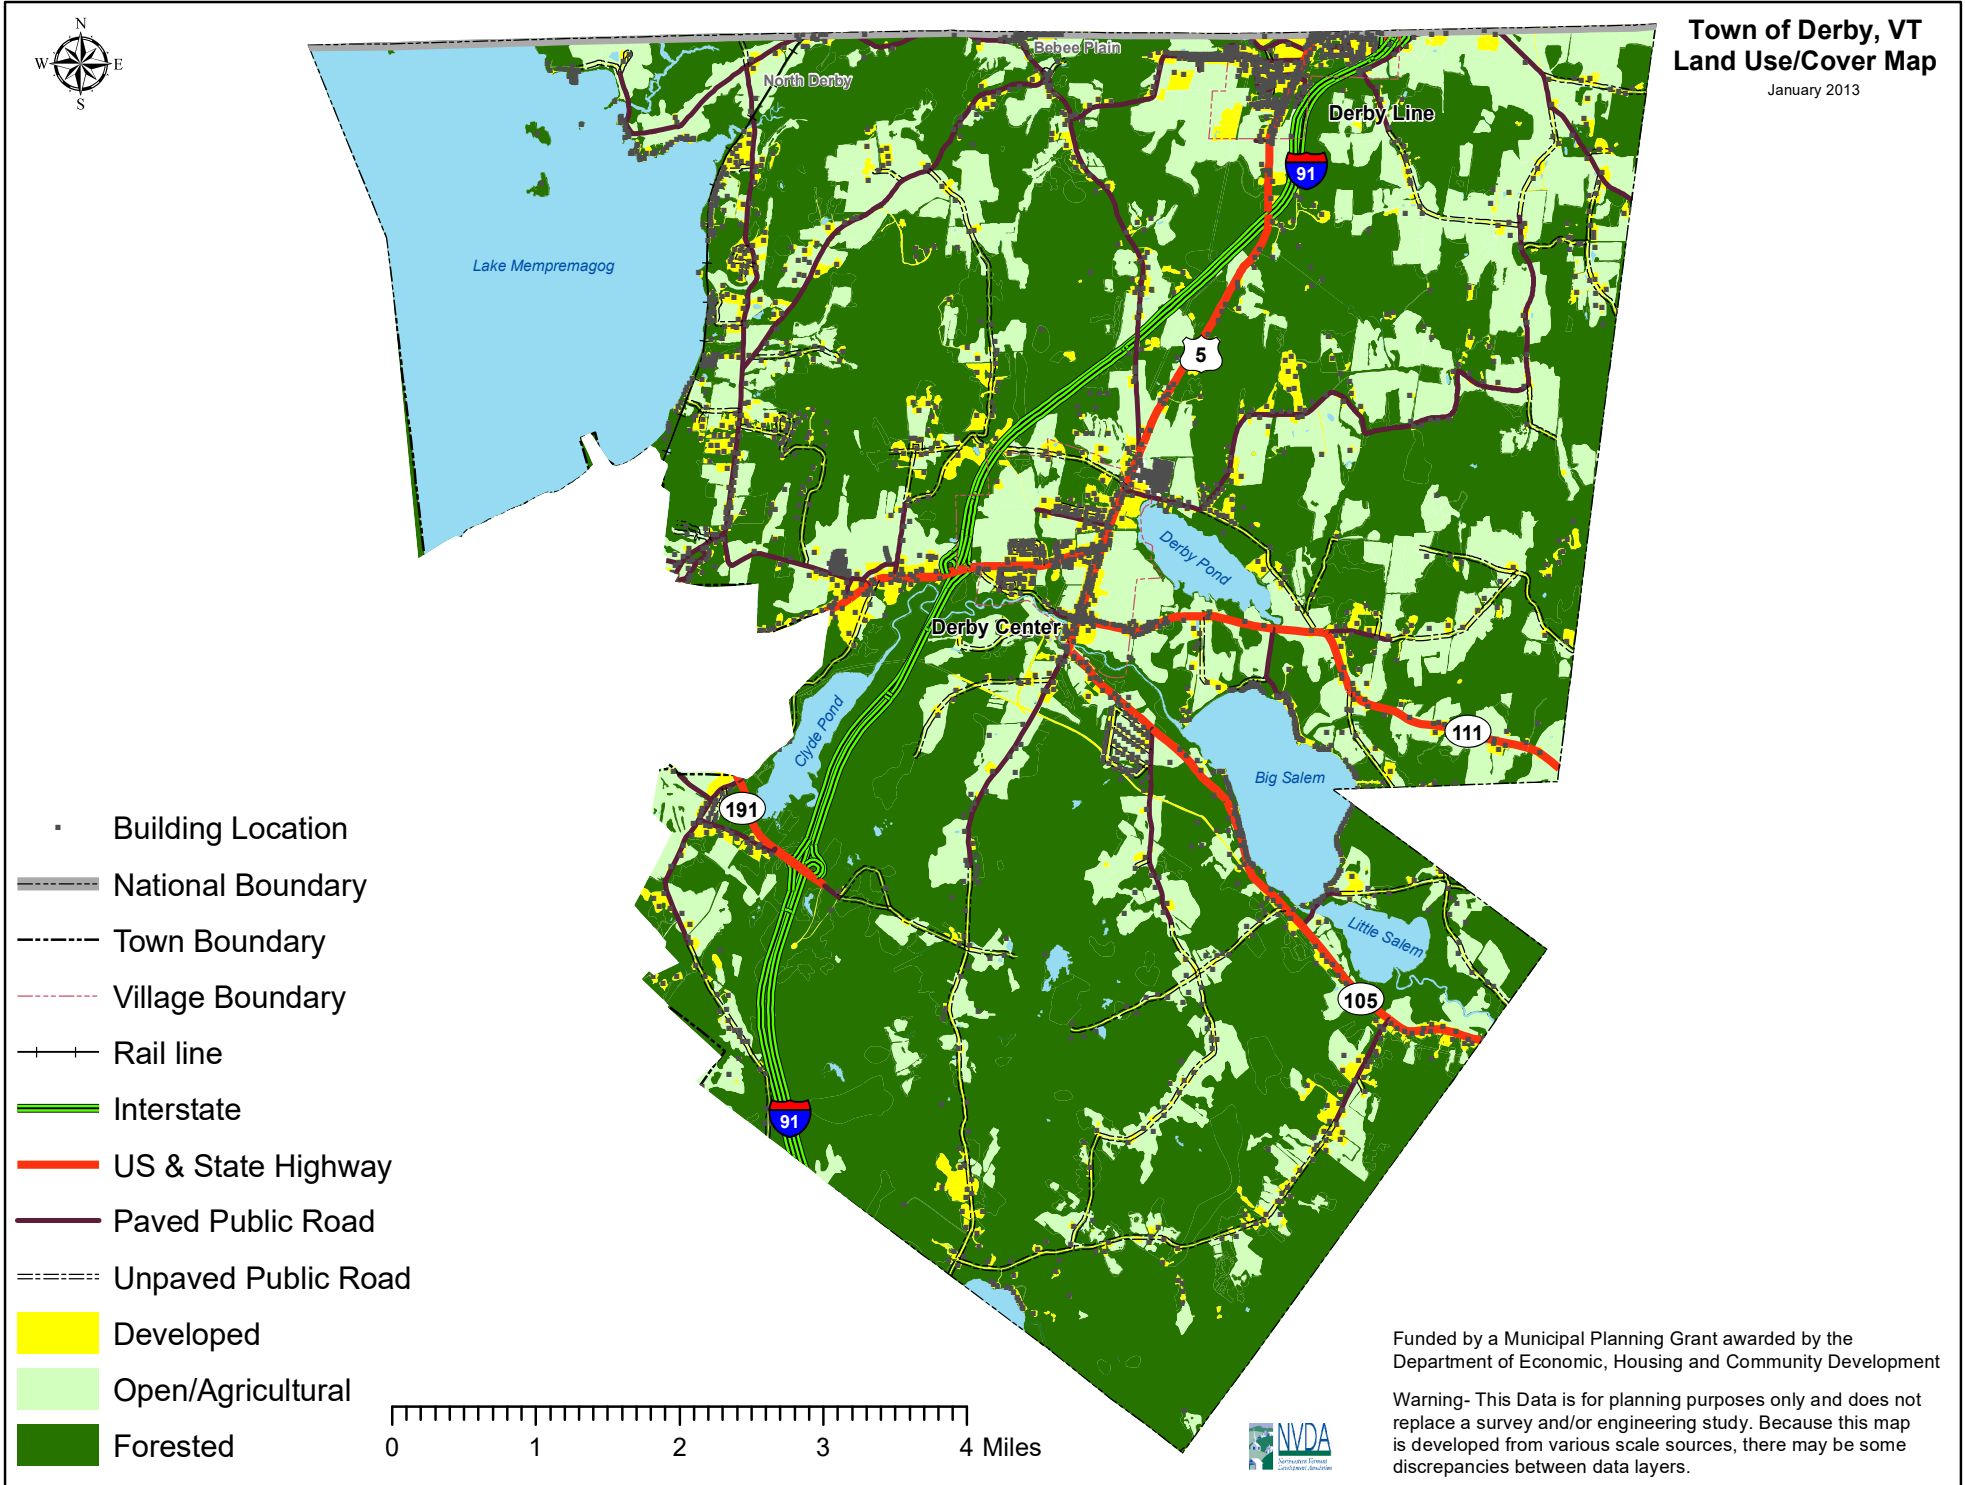 Town of Derby, VT
Land Use/Cover Map
January 2013
N
W
E
S
Bebee Plain
North Derby
Derby Line
91
Lake Mempremagog
5
Derby Pond
Derby Center
Clyde Pond
111
Big Salem
191
Little Salem
105
91
Building Location
National Boundary
Town Boundary
Village Boundary
Rail line
Interstate
US & State Highway
Paved Public Road
Unpaved Public Road
Developed
Open/Agricultural
Forested
0 1 2 3 4 Miles
NVDA
Northeastern Vermont
Development Association
Funded by a Municipal Planning Grant awarded by the
Department of Economic, Housing and Community Development
Warning- This Data is for planning purposes only and does not
replace a survey and/or engineering study. Because this map
is developed from various scale sources, there may be some
discrepancies between data layers.